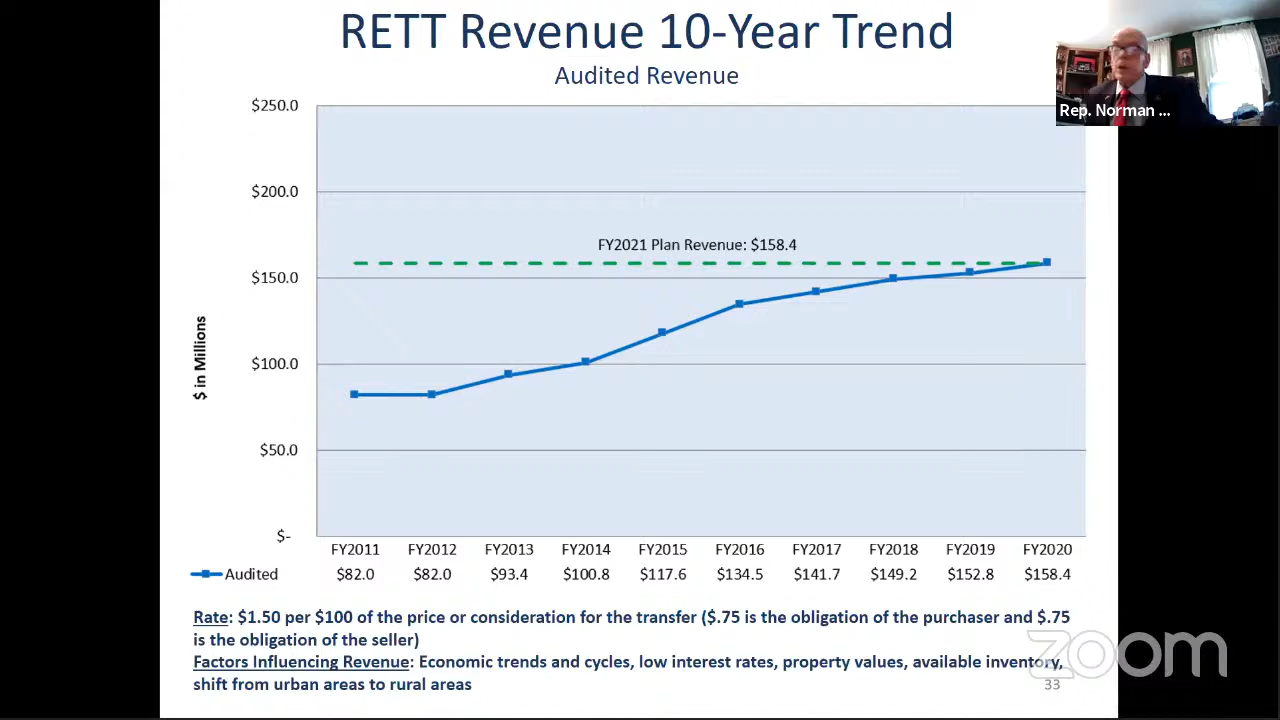 RETT Revenue 10-Year Trend
Audited Revenue
Rep. Norman ...
$250.0
$200.0
FY2021 Plan Revenue: $158.4
$150.0
$ in Millions
$100.0
$50.0
$-
FY2011 FY2012 FY2013 FY2014 FY2015 FY2016 FY2017 FY2018 FY2019 FY2020
Audited $82.0 $82.0 $93.4 $100.8 $117.6 $134.5 $141.7 $149.2 $152.8 $158.4
Rate: $1.50 per $100 of the price or consideration for the transfer ($.75 is the obligation of the purchaser and $.75
is the obligation of the seller)
Factors Influencing Revenue: Economic trends and cycles, low interest rates, property values, available inventory,
shift from urban areas to rural areas
zoom
33